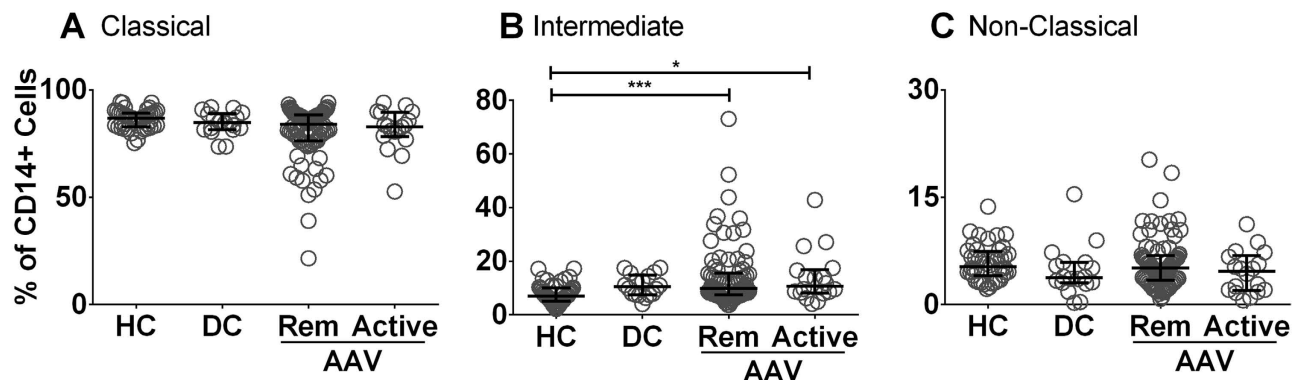 A Classical
% of CD14+ Cells
100
50
0
HC DC Rem Active
AAV
B Intermediate
*
***
80
60
40
20
0
HC DC Rem Active
AAV
C Non-Classical
30
15
0
HC DC Rem Active
AAV